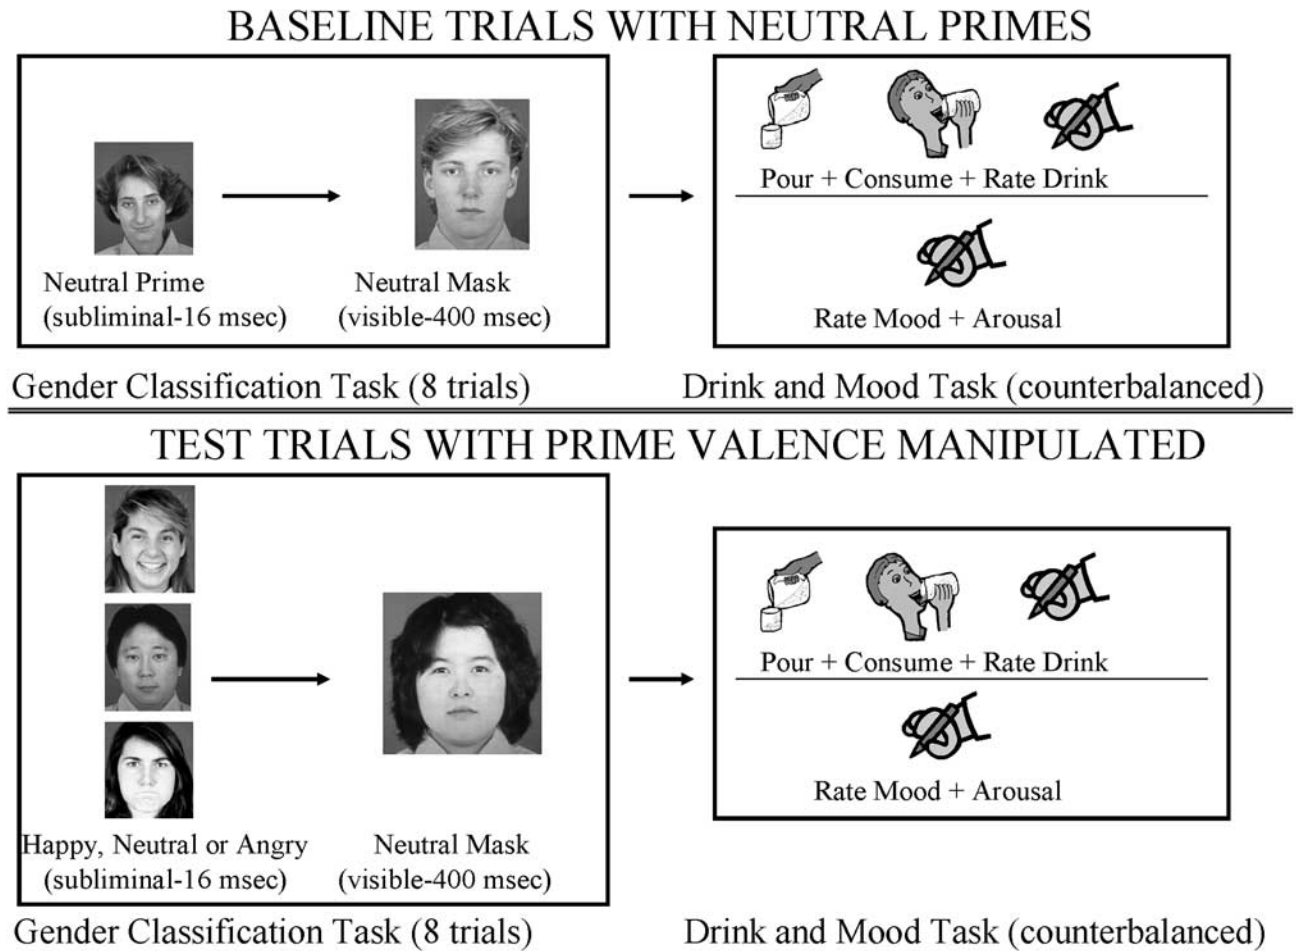 BASELINE TRIALS WITH NEUTRAL PRIMES
Neutral Prime
(subliminal-16 msec)
Neutral Mask
(visible-400 msec)
Pour + Consume + Rate Drink
Rate Mood + Arousal
Gender Classification Task (8 trials)
Drink and Mood Task (counterbalanced)
TEST TRIALS WITH PRIME VALENCE MANIPULATED
Happy, Neutral or Angry
(subliminal-16 msec)
Neutral Mask
(visible-400 msec)
Pour + Consume + Rate Drink
Rate Mood + Arousal
Gender Classification Task (8 trials)
Drink and Mood Task (counterbalanced)